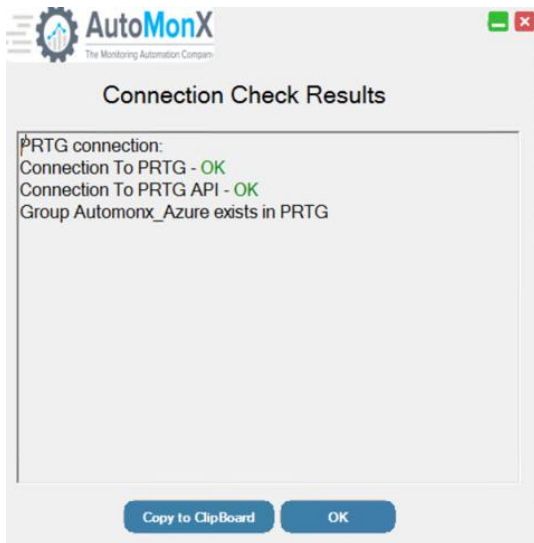 AutoMonX
The Monitoring Automation Compan
Connection Check Results
PRTG connection:
Connection To PRTG - OK
Connection To PRTG API - OK
Group Automonx_Azure exists in PRTG
Copy to ClipBoard
OK